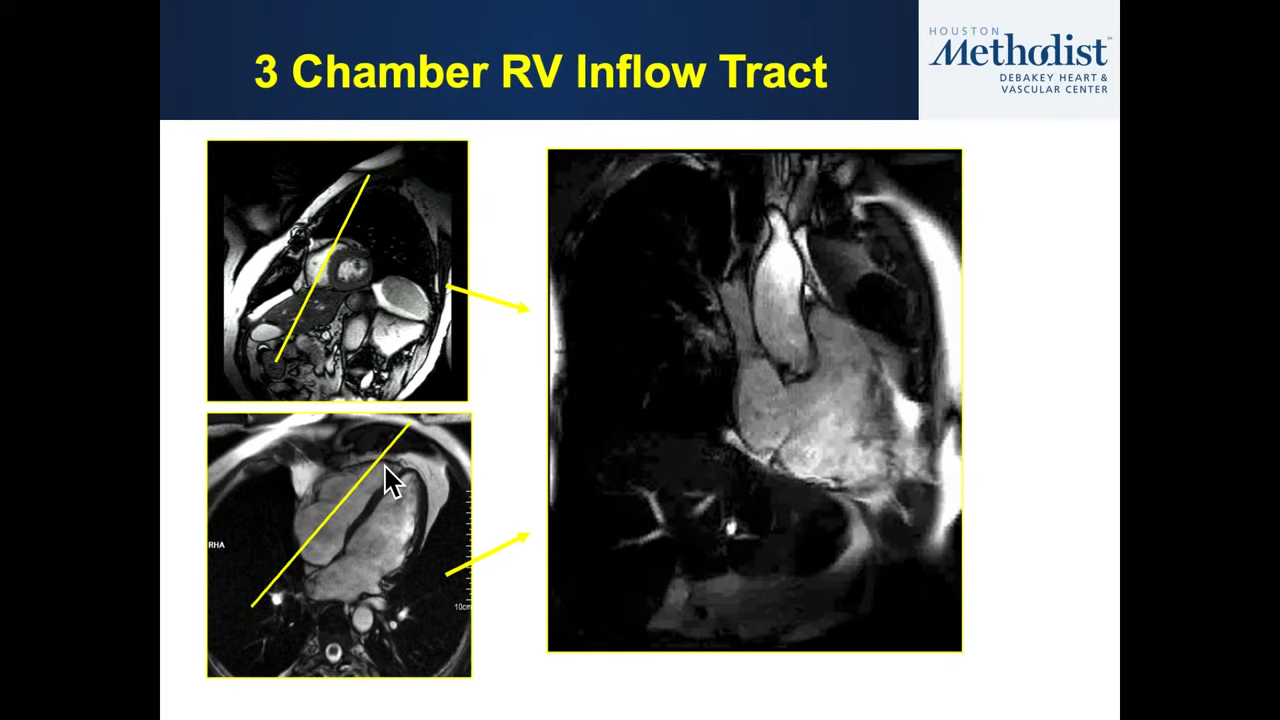 3 Chamber RV Inflow Tract
HOUSTON
Methodist
DEBAKEY HEART &
VASCULAR CENTER
RHA
10cm